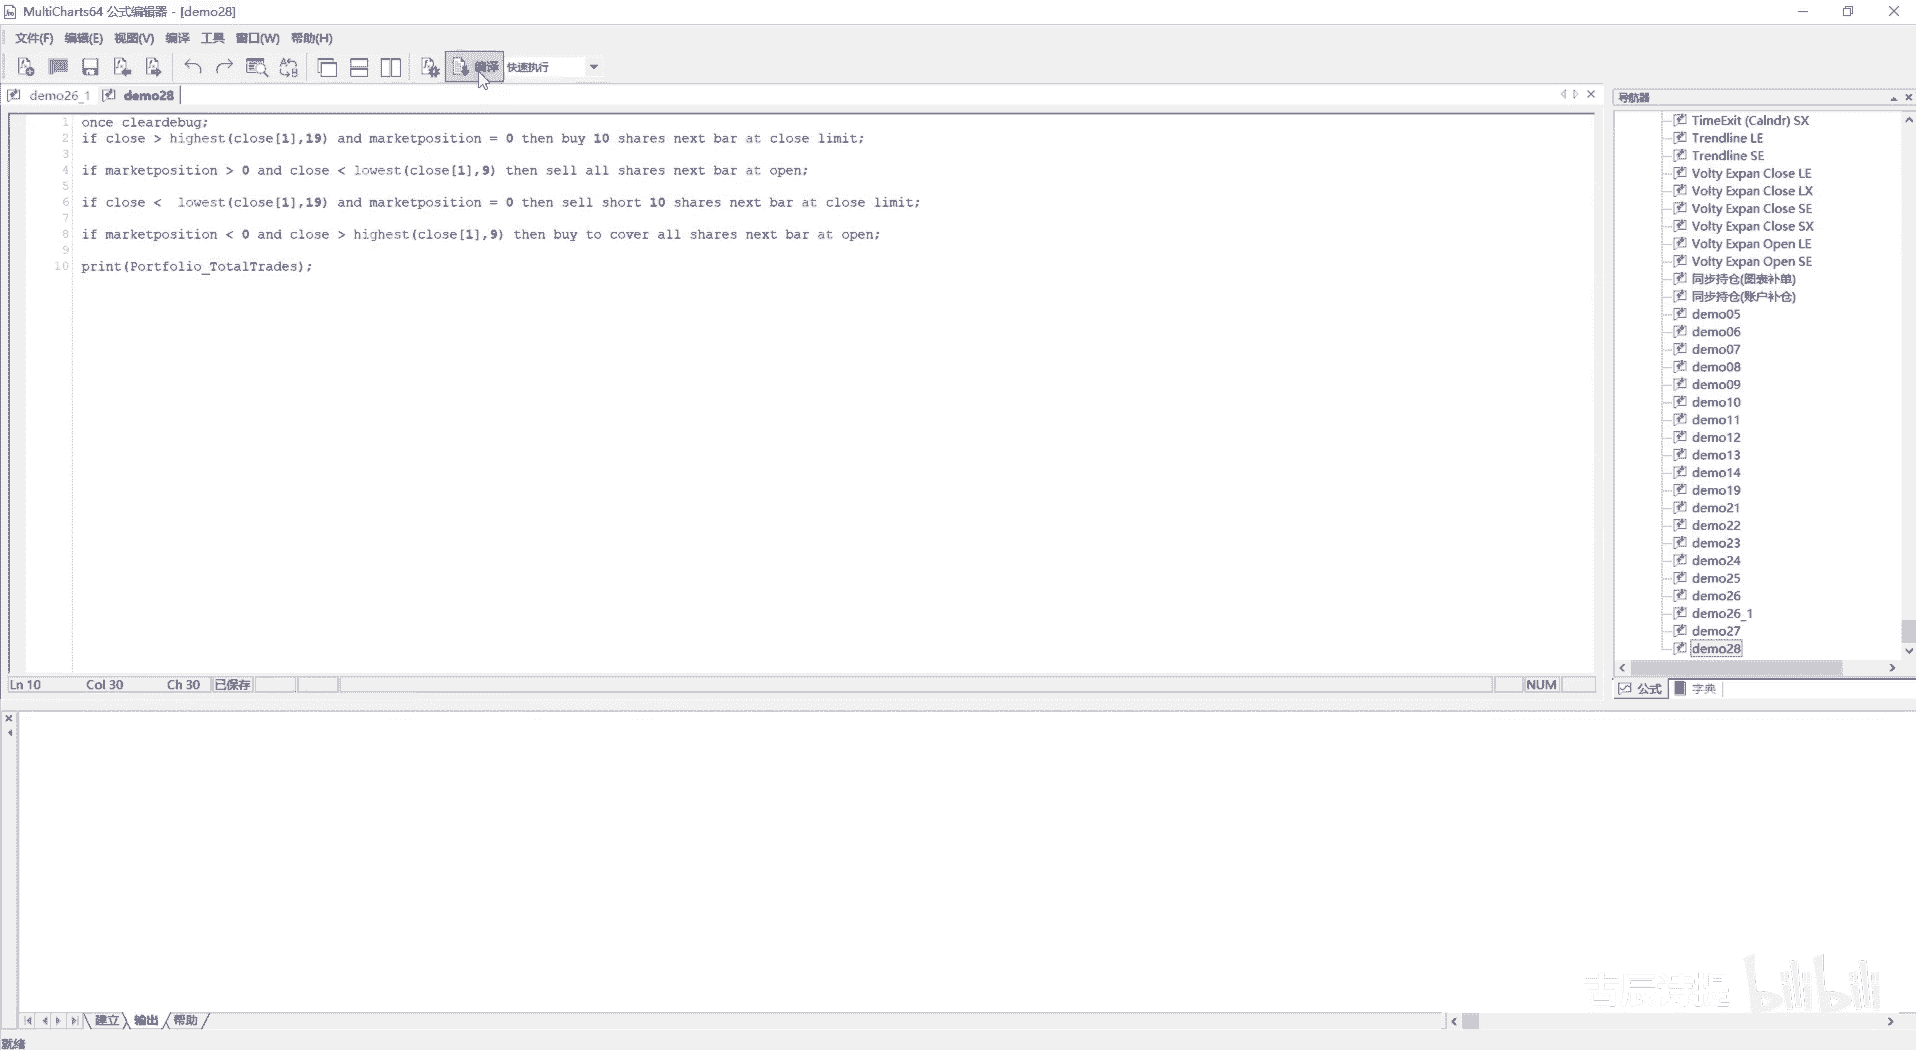 MultiCharts64 公式编辑器 - [demo28]
文件(F) 编辑(E) 视图(V) 编译 工具 窗口(W) 帮助(H)
编译 快速执行
demo26_1 demo28
1 once cleardebug;
2 if close > highest(close[1],19) and marketposition = 0 then buy 10 shares next bar at close limit;
3
4 if marketposition > 0 and close < lowest(close[1],9) then sell all shares next bar at open;
5
6 if close <  lowest(close[1],19) and marketposition = 0 then sell short 10 shares next bar at close limit;
7
8 if marketposition < 0 and close > highest(close[1],9) then buy to cover all shares next bar at open;
9
10 print(Portfolio_TotalTrades);
Ln 10 Col 30 Ch 30 已保存 NUM
导航器
TimeExit (Calndr) SX
Trendline LE
Trendline SE
Volty Expan Close LE
Volty Expan Close LX
Volty Expan Close SE
Volty Expan Close SX
Volty Expan Open LE
Volty Expan Open SE
同步持仓(图表补单)
同步持仓(账户补仓)
demo05
demo06
demo07
demo08
demo09
demo10
demo11
demo12
demo13
demo14
demo19
demo21
demo22
demo23
demo24
demo25
demo26
demo26_1
demo27
demo28
公式 字典
建立 输出 帮助
就绪
bilibili